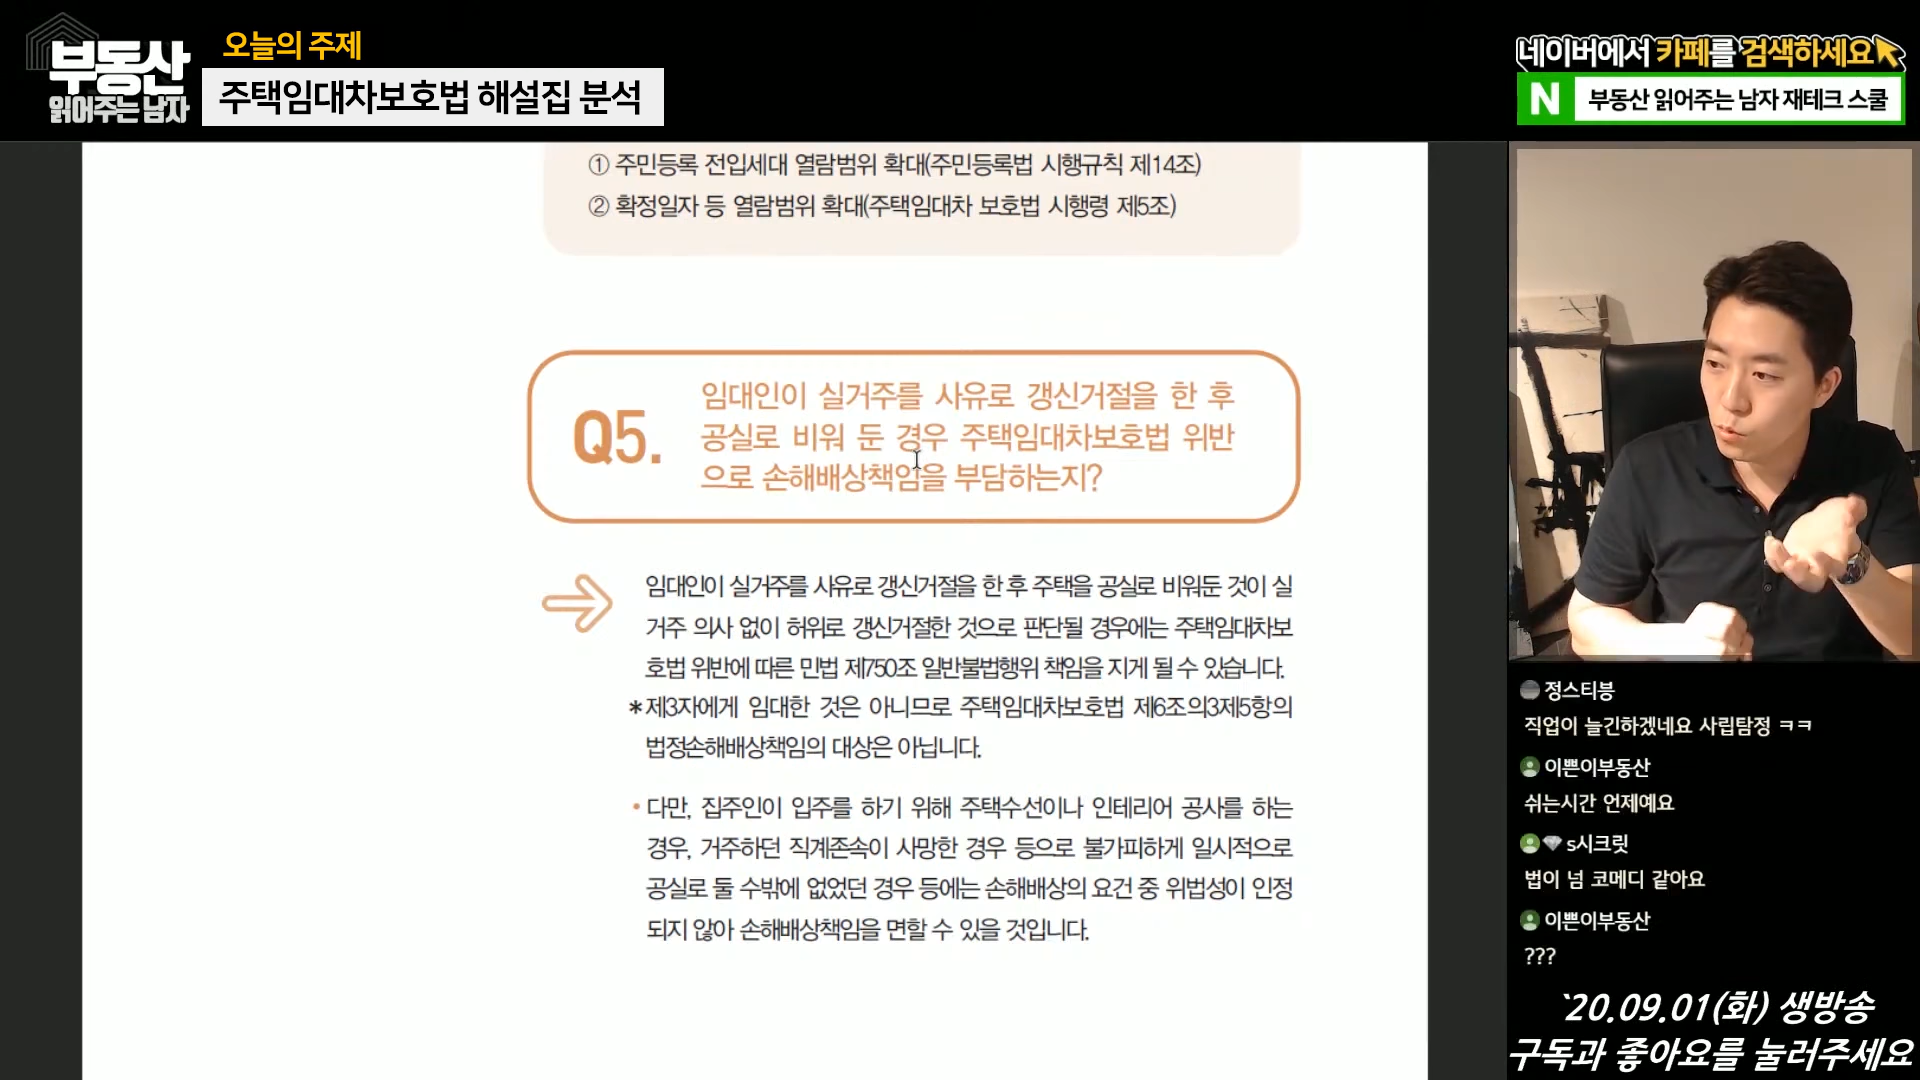 부동산
읽어주는 남자
오늘의 주제
주택임대차보호법 해설집 분석
네이버에서 카페를 검색하세요
N 부동산 읽어주는 남자 재테크 스쿨
① 주민등록 전입세대 열람범위 확대(주민등록법 시행규칙 제14조)
② 확정일자 등 열람범위 확대(주택임대차 보호법 시행령 제5조)
Q5.
임대인이 실거주를 사유로 갱신거절을 한 후
공실로 비워 둔 경우 주택임대차보호법 위반
으로 손해배상책임을 부담하는지?
임대인이 실거주를 사유로 갱신거절을 한 후 주택을 공실로 비워둔 것이 실
거주 의사 없이 허위로 갱신거절한 것으로 판단될 경우에는 주택임대차보
호법 위반에 따른 민법 제750조 일반불법행위 책임을 지게 될 수 있습니다.
*제3자에게 임대한 것은 아니므로 주택임대차보호법 제6조의3제5항의
법정손해배상책임의 대상은 아닙니다.
• 다만, 집주인이 입주를 하기 위해 주택수선이나 인테리어 공사를 하는
경우, 거주하던 직계존속이 사망한 경우 등으로 불가피하게 일시적으로
공실로 둘 수밖에 없었던 경우 등에는 손해배상의 요건 중 위법성이 인정
되지 않아 손해배상책임을 면할 수 있을 것입니다.
정스티븡
직업이 늘긴하겠네요 사립탐정 ㅋㅋ
이쁜이부동산
쉬는시간 언제예요
s시크릿
법이 넘 코메디 같아요
이쁜이부동산
???
`20.09.01(화) 생방송
구독과 좋아요를 눌러주세요